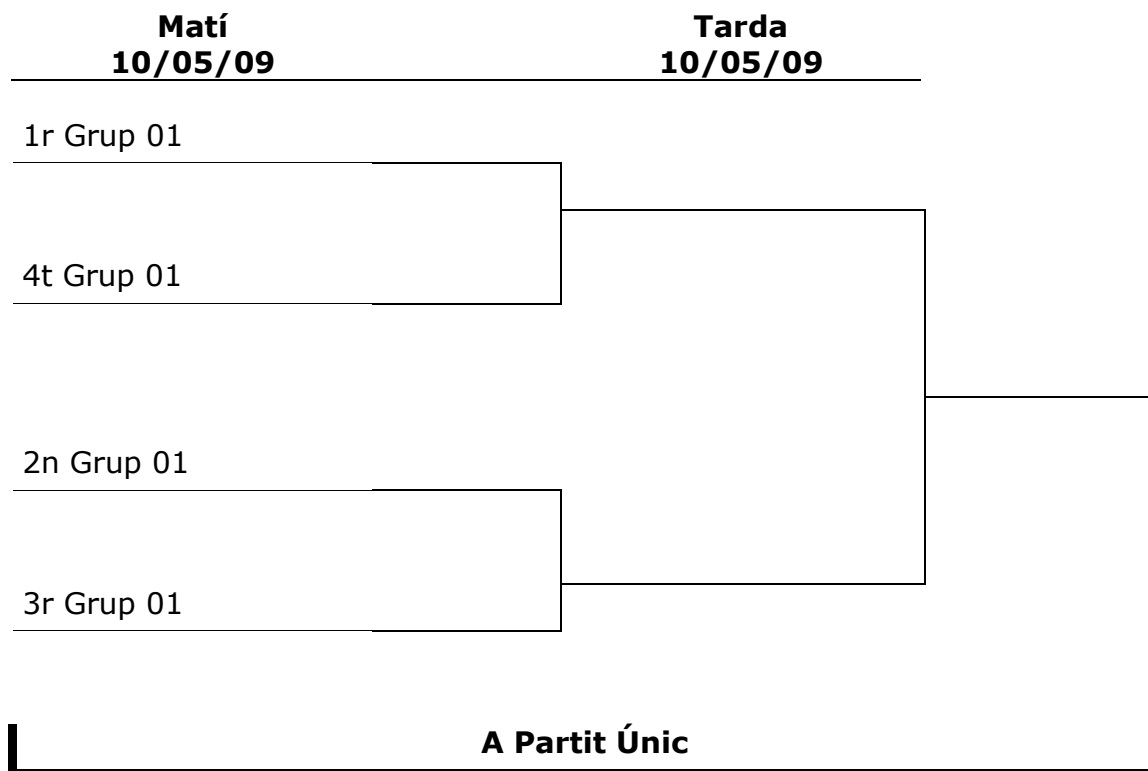 Matí
10/05/09
Tarda
10/05/09
1r Grup 01
4t Grup 01
2n Grup 01
3r Grup 01
A Partit Únic